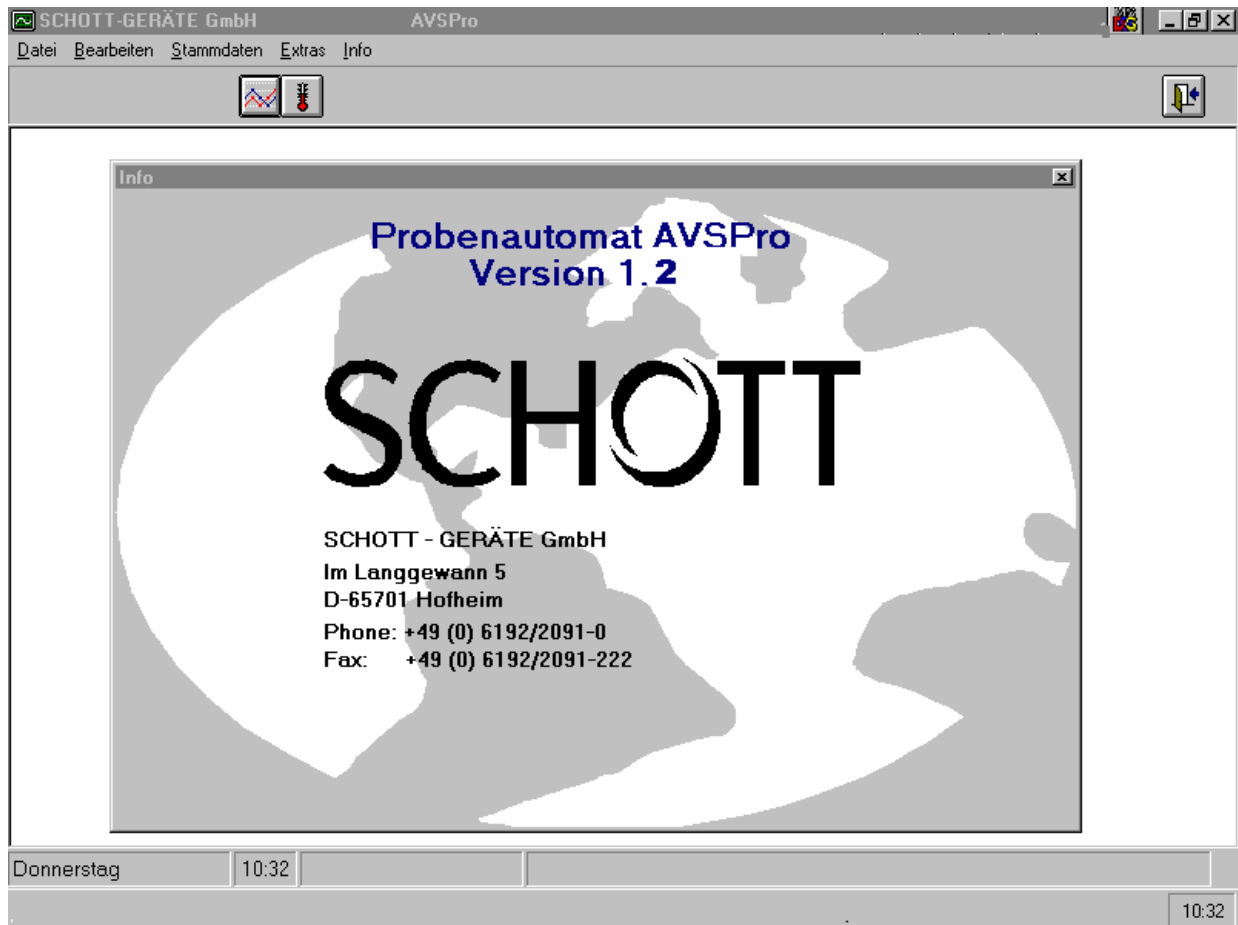 SCHOTT-GERÄTE GmbH AVSPro
Datei Bearbeiten Stammdaten Extras Info
Info
Probenautomat AVSPro
Version 1.2
SCHOTT
SCHOTT - GERÄTE GmbH
Im Langgewann 5
D-65701 Hofheim
Phone: +49 (0) 6192/2091-0
Fax: +49 (0) 6192/2091-222
Donnerstag 10:32
10:32